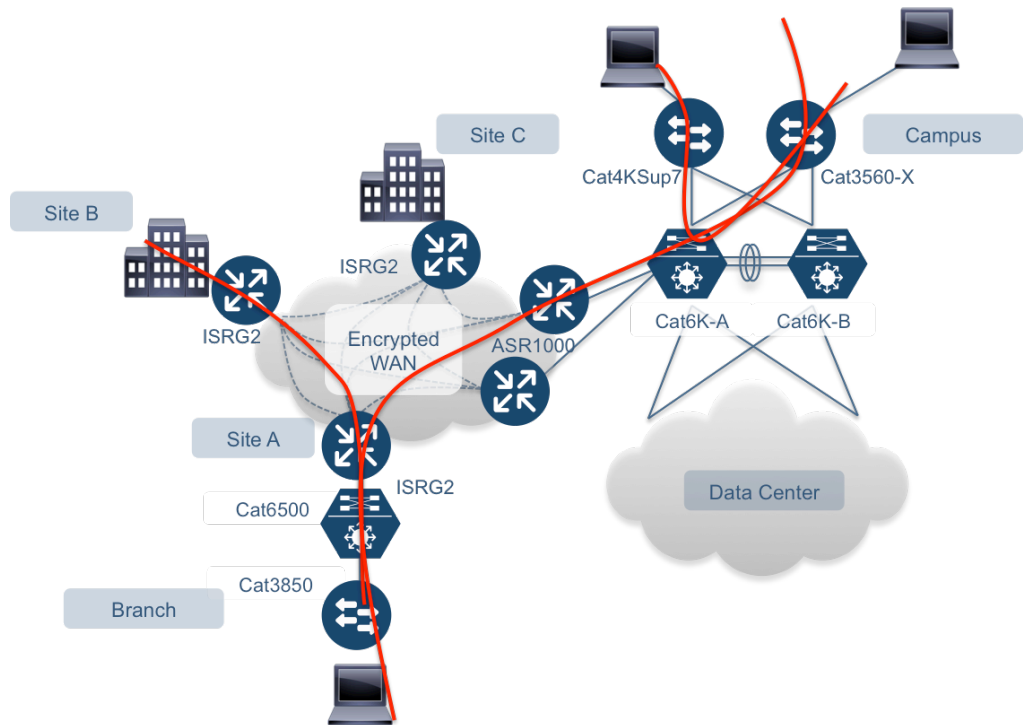 Site C
Campus
Cat4KSup7
Cat3560-X
Site B
ISRG2
ISRG2
Cat6K-A
Cat6K-B
Encrypted
WAN
ASR1000
Site A
ISRG2
Cat6500
Data Center
Cat3850
Branch